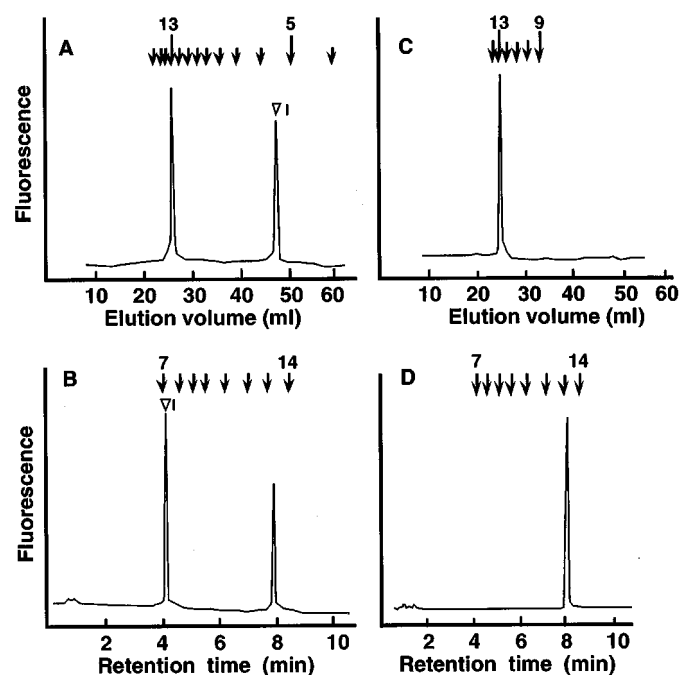 A
13
5
I
Fluorescence
10 20 30 40 50 60
Elution volume (ml)
C
13 9
10 20 30 40 50 60
Elution volume (ml)
B
7 14
I
Fluorescence
2 4 6 8 10
Retention time (min)
D
7 14
2 4 6 8 10
Retention time (min)